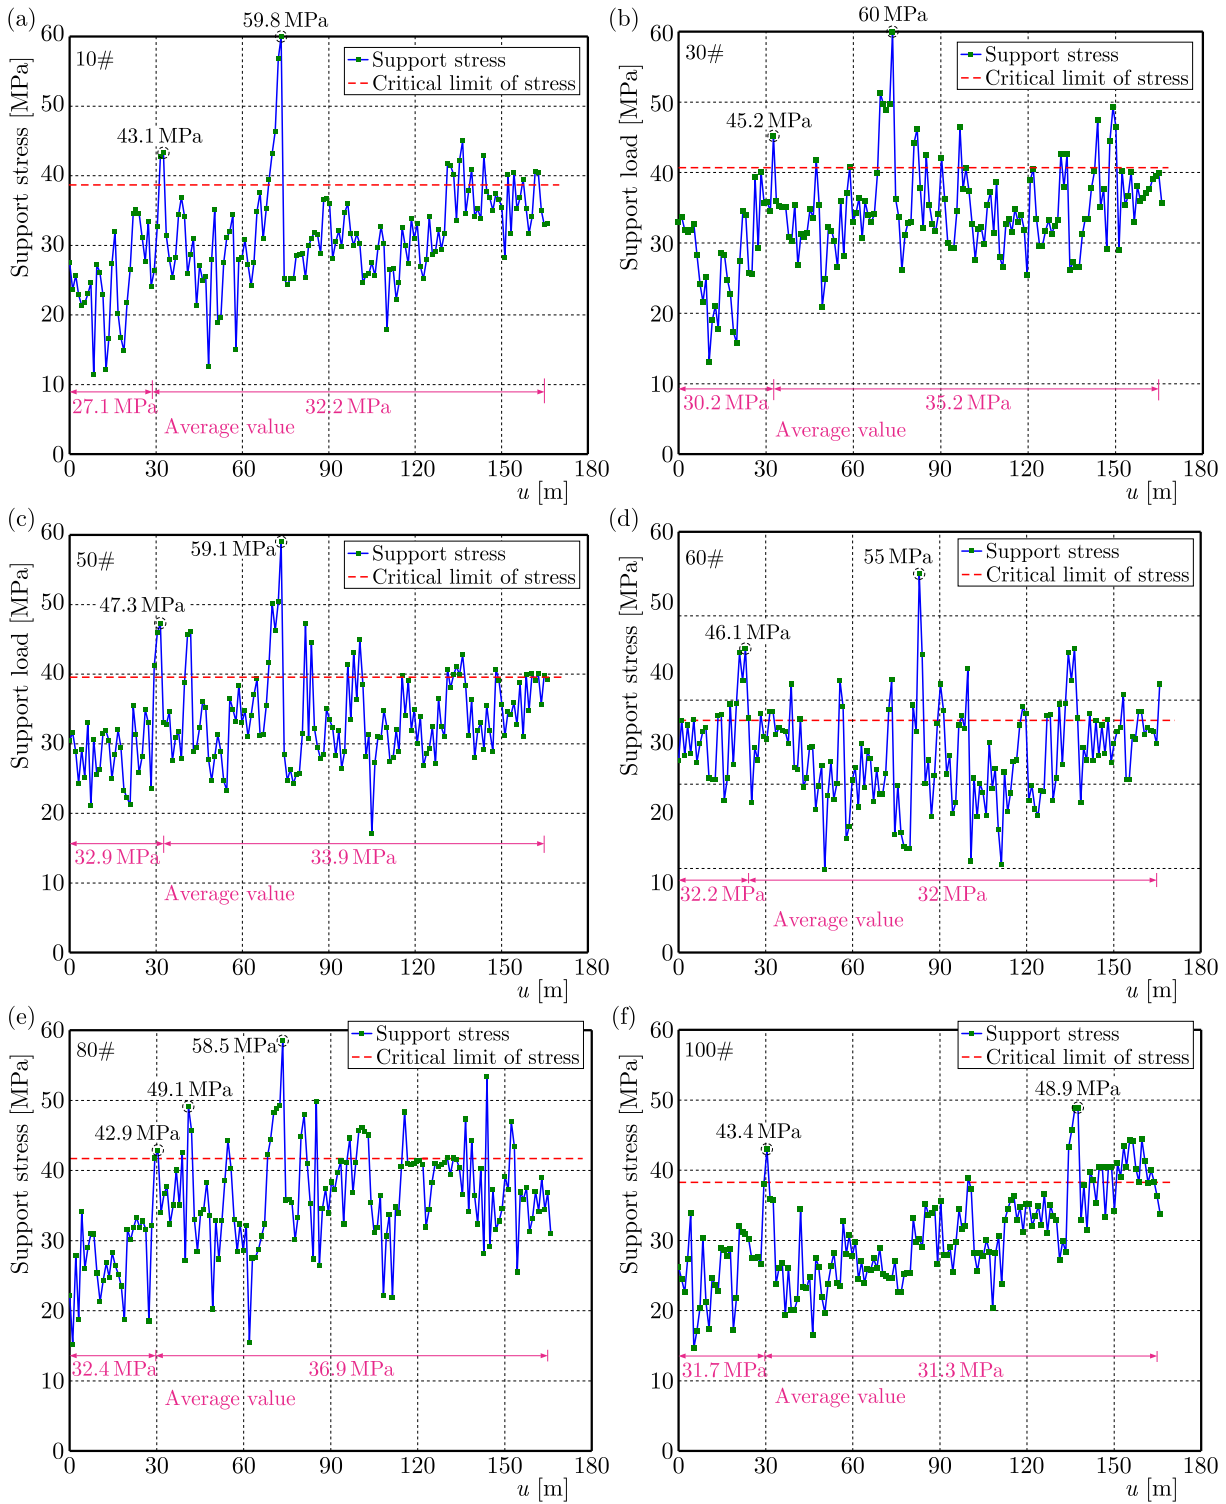 (a)
59.8 MPa
60
10#
Support stress
Critical limit of stress
50
43.1 MPa
40
30
20
10
27.1 MPa
32.2 MPa
Average value
0
Support stress [MPa]
0 30 60 90 120 150 180
u [m]
(b)
60 MPa
60
30#
Support stress
Critical limit of stress
50
45.2 MPa
40
30
20
10
30.2 MPa
35.2 MPa
Average value
0
Support load [MPa]
0 30 60 90 120 150 180
u [m]
(c)
60
50#
59.1 MPa
Support stress
Critical limit of stress
50
47.3 MPa
40
30
20
32.9 MPa
33.9 MPa
Average value
10
0
Support load [MPa]
0 30 60 90 120 150 180
u [m]
(d)
60
60#
55 MPa
Support stress
Critical limit of stress
50
46.1 MPa
40
30
20
10
32.2 MPa
32 MPa
Average value
0
Support stress [MPa]
0 30 60 90 120 150 180
u [m]
(e)
60
80#
58.5 MPa
Support stress
Critical limit of stress
50
49.1 MPa
42.9 MPa
40
30
20
32.4 MPa
36.9 MPa
Average value
10
0
Support stress [MPa]
0 30 60 90 120 150 180
u [m]
(f)
60
100#
Support stress
Critical limit of stress
48.9 MPa
50
43.4 MPa
40
30
20
31.7 MPa
31.3 MPa
Average value
10
0
Support stress [MPa]
0 30 60 90 120 150 180
u [m]